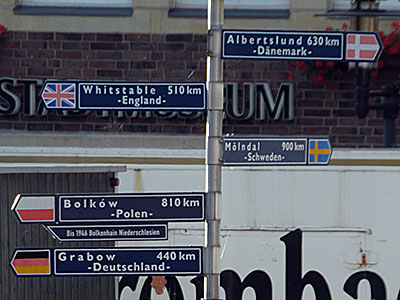 Albertslund 630 km
-Dänemark-
Whitstable 510 km
-England-
STADTMUSEUM
Mölndal 900 km
-Schweden-
Bolków 810 km
-Polen-
Bis 1946 Bolkenhain Niederschlesien
Grabow 440 km
-Deutschland-